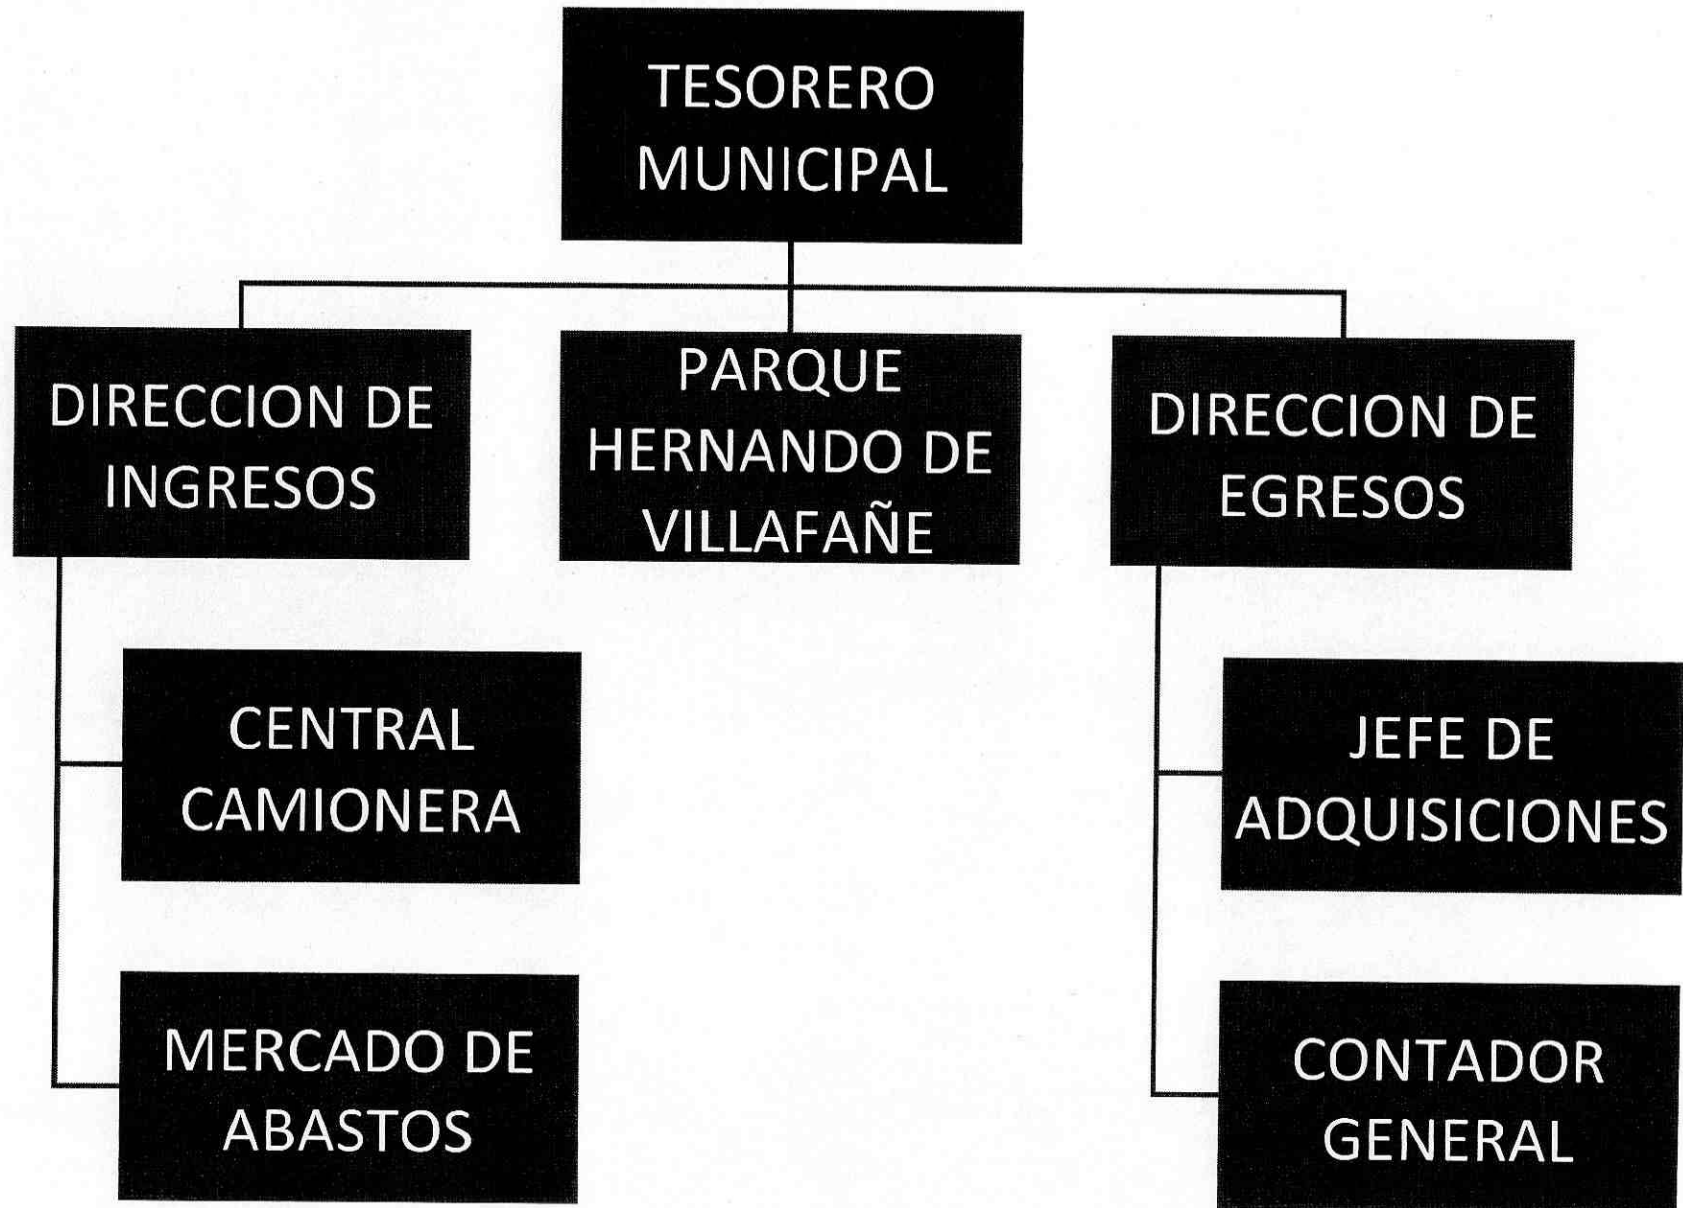 TESORERO
MUNICIPAL
DIRECCION DE
INGRESOS
PARQUE
HERNANDO DE
VILLAFAÑE
DIRECCION DE
EGRESOS
CENTRAL
CAMIONERA
JEFE DE
ADQUISICIONES
MERCADO DE
ABASTOS
CONTADOR
GENERAL